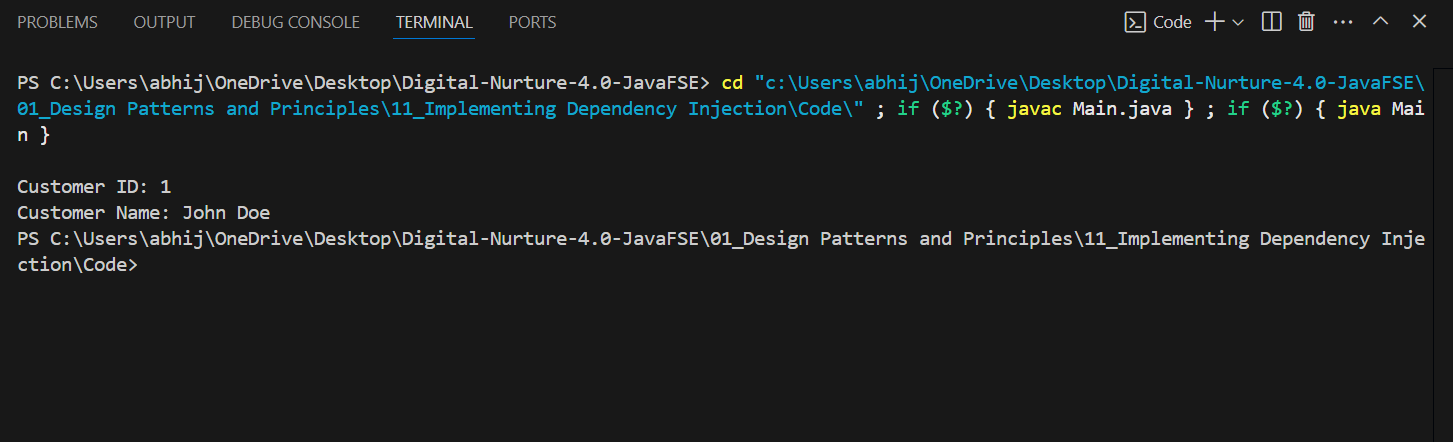 PROBLEMS OUTPUT DEBUG CONSOLE TERMINAL PORTS Code
PS C:\Users\abhij\OneDrive\Desktop\Digital-Nurture-4.0-JavaFSE> cd "c:\Users\abhij\OneDrive\Desktop\Digital-Nurture-4.0-JavaFSE\
01_Design Patterns and Principles\11_Implementing Dependency Injection\Code\" ; if ($?) { javac Main.java } ; if ($?) { java Mai
n }
Customer ID: 1
Customer Name: John Doe
PS C:\Users\abhij\OneDrive\Desktop\Digital-Nurture-4.0-JavaFSE\01_Design Patterns and Principles\11_Implementing Dependency Inje
ction\Code>